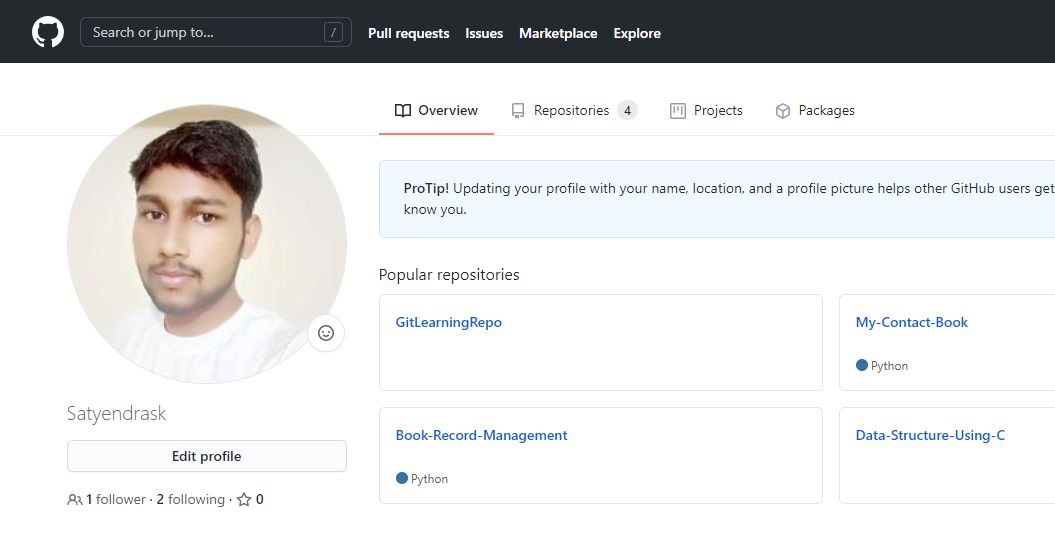 Search or jump to... /
Pull requests Issues Marketplace Explore
Overview Repositories 4 Projects Packages
ProTip! Updating your profile with your name, location, and a profile picture helps other GitHub users get
know you.
Popular repositories
GitLearningRepo
My-Contact-Book
Python
Book-Record-Management
Python
Data-Structure-Using-C
Satyendrask
Edit profile
1 follower · 2 following · 0